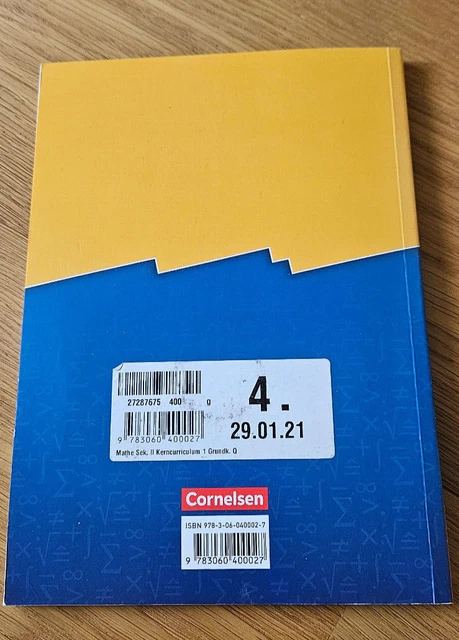 27287675 400 g
4.
29.01.21
9 783060 400027
Mathe Sek. II Kerncurriculum 1 Grundk. Q
Cornelsen
ISBN 978-3-06-040002-7
9 783060 400027